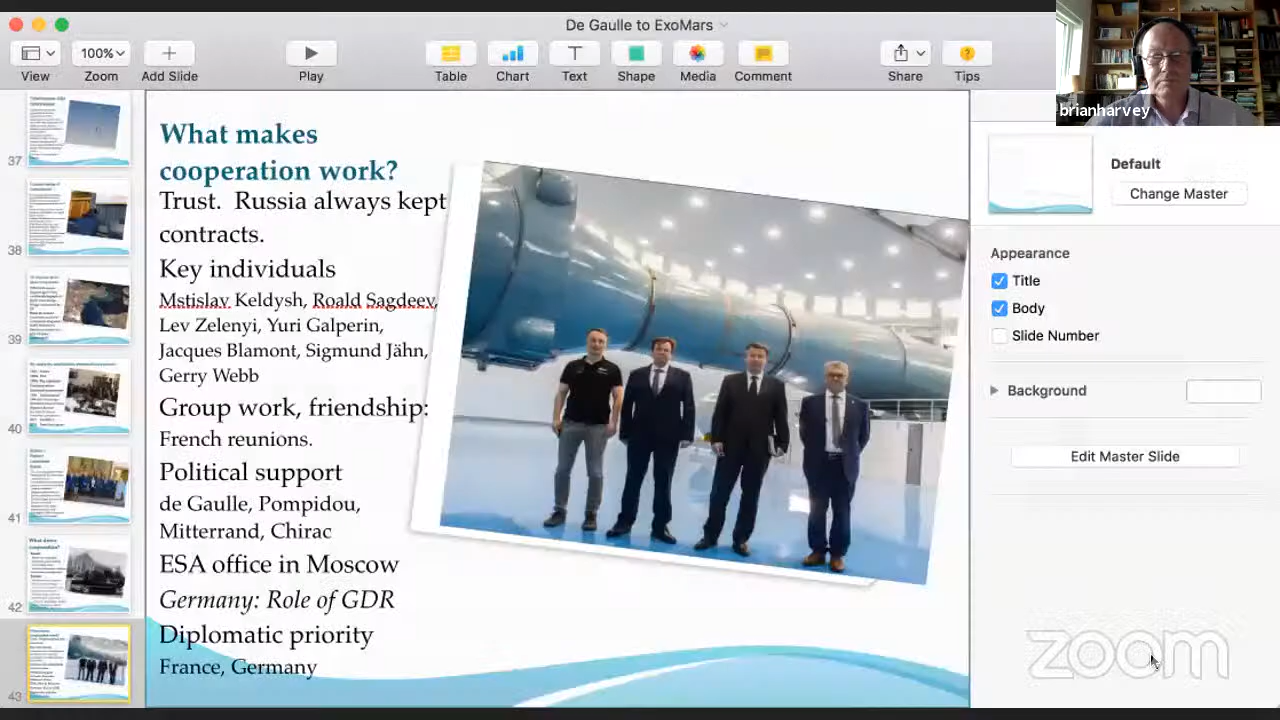 De Gaulle to ExoMars
100%
View
Zoom
Add Slide
Play
Table
Chart
Text
Shape
Media
Comment
Share
Tips
brianharvey
37
38
39
40
41
42
43
What makes
cooperation work?
Trust. Russia always kept
contracts.
Key individuals
Mstislav Keldysh, Roald Sagdeev,
Lev Zelenyi, Yuri Galperin,
Jacques Blamont, Sigmund Jähn,
Gerry Webb
Group work, friendship:
French reunions.
Political support
de Gaulle, Pompidou,
Mitterrand, Chirac
ESA office in Moscow
Germany: Role of GDR
Diplomatic priority
France, Germany
Default
Change Master
Appearance
Title
Body
Slide Number
Background
Edit Master Slide
zoom